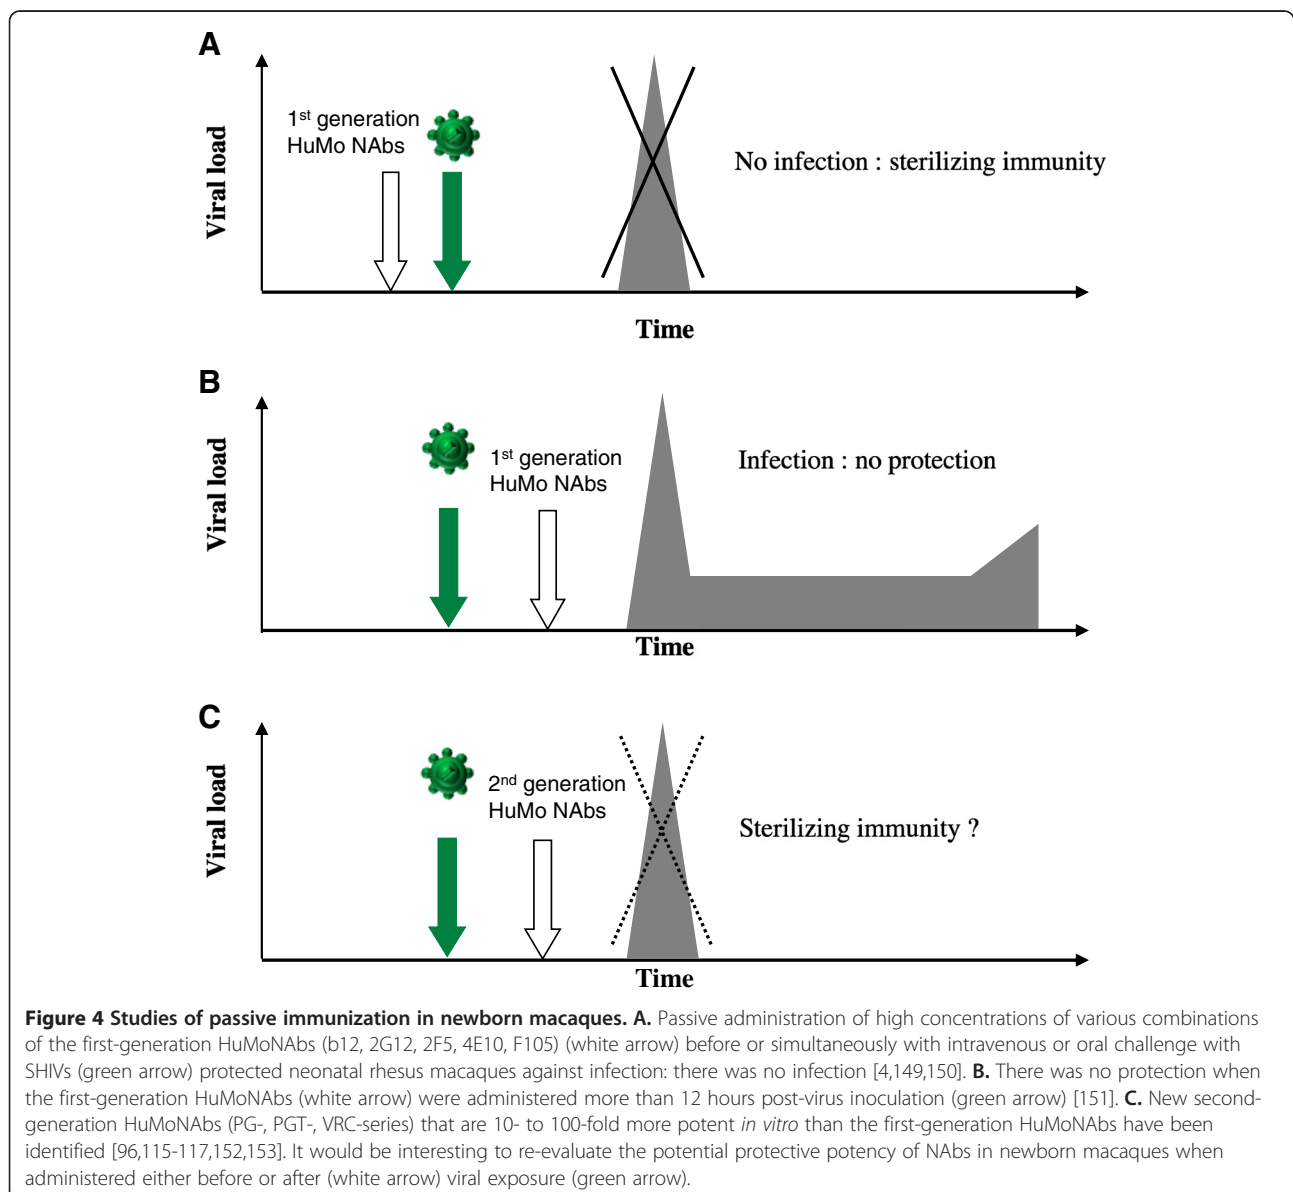 A
Viral load
1st generation
HuMo NAbs
No infection : sterilizing immunity
Time
B
Viral load
1st generation
HuMo NAbs
Infection : no protection
Time
C
Viral load
2nd generation
HuMo NAbs
Sterilizing immunity ?
Time
Figure 4 Studies of passive immunization in newborn macaques. A. Passive administration of high concentrations of various combinations
of the first-generation HuMoNAbs (b12, 2G12, 2F5, 4E10, F105) (white arrow) before or simultaneously with intravenous or oral challenge with
SHIVs (green arrow) protected neonatal rhesus macaques against infection: there was no infection [4,149,150]. B. There was no protection when
the first-generation HuMoNAbs (white arrow) were administered more than 12 hours post-virus inoculation (green arrow) [151]. C. New second-
generation HuMoNAbs (PG-, PGT-, VRC-series) that are 10- to 100-fold more potent in vitro than the first-generation HuMoNAbs have been
identified [96,115-117,152,153]. It would be interesting to re-evaluate the potential protective potency of NAbs in newborn macaques when
administered either before or after (white arrow) viral exposure (green arrow).